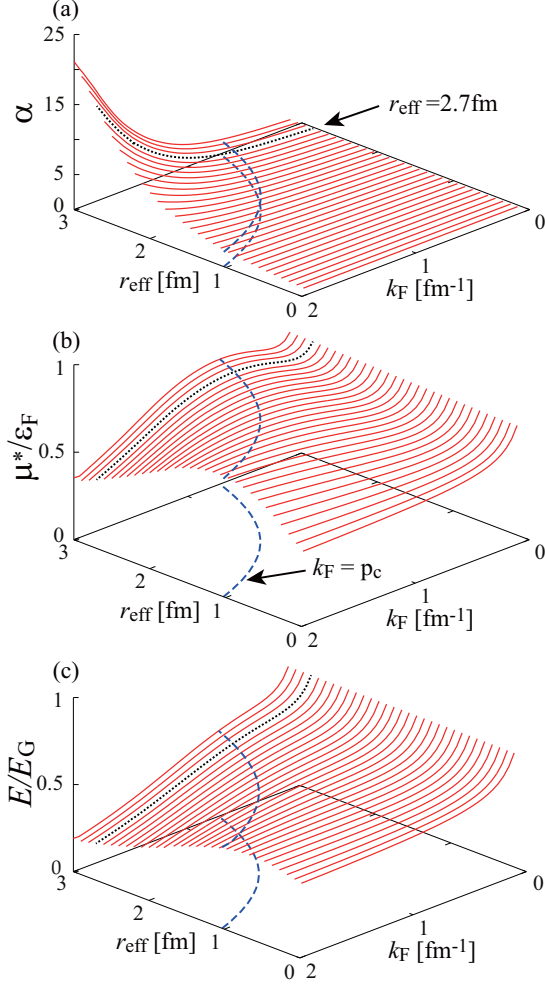 (a)
25
15
α
5
0
3
2
r_eff [fm]
1
0
2
k_F [fm⁻¹]
1
0
r_eff =2.7fm
(b)
1
0.5
μ*/ε_F
0
3
2
r_eff [fm]
1
0
2
k_F [fm⁻¹]
1
0
k_F = p_c
(c)
1
0.5
E/E_G
0
3
2
r_eff [fm]
1
0
2
k_F [fm⁻¹]
1
0